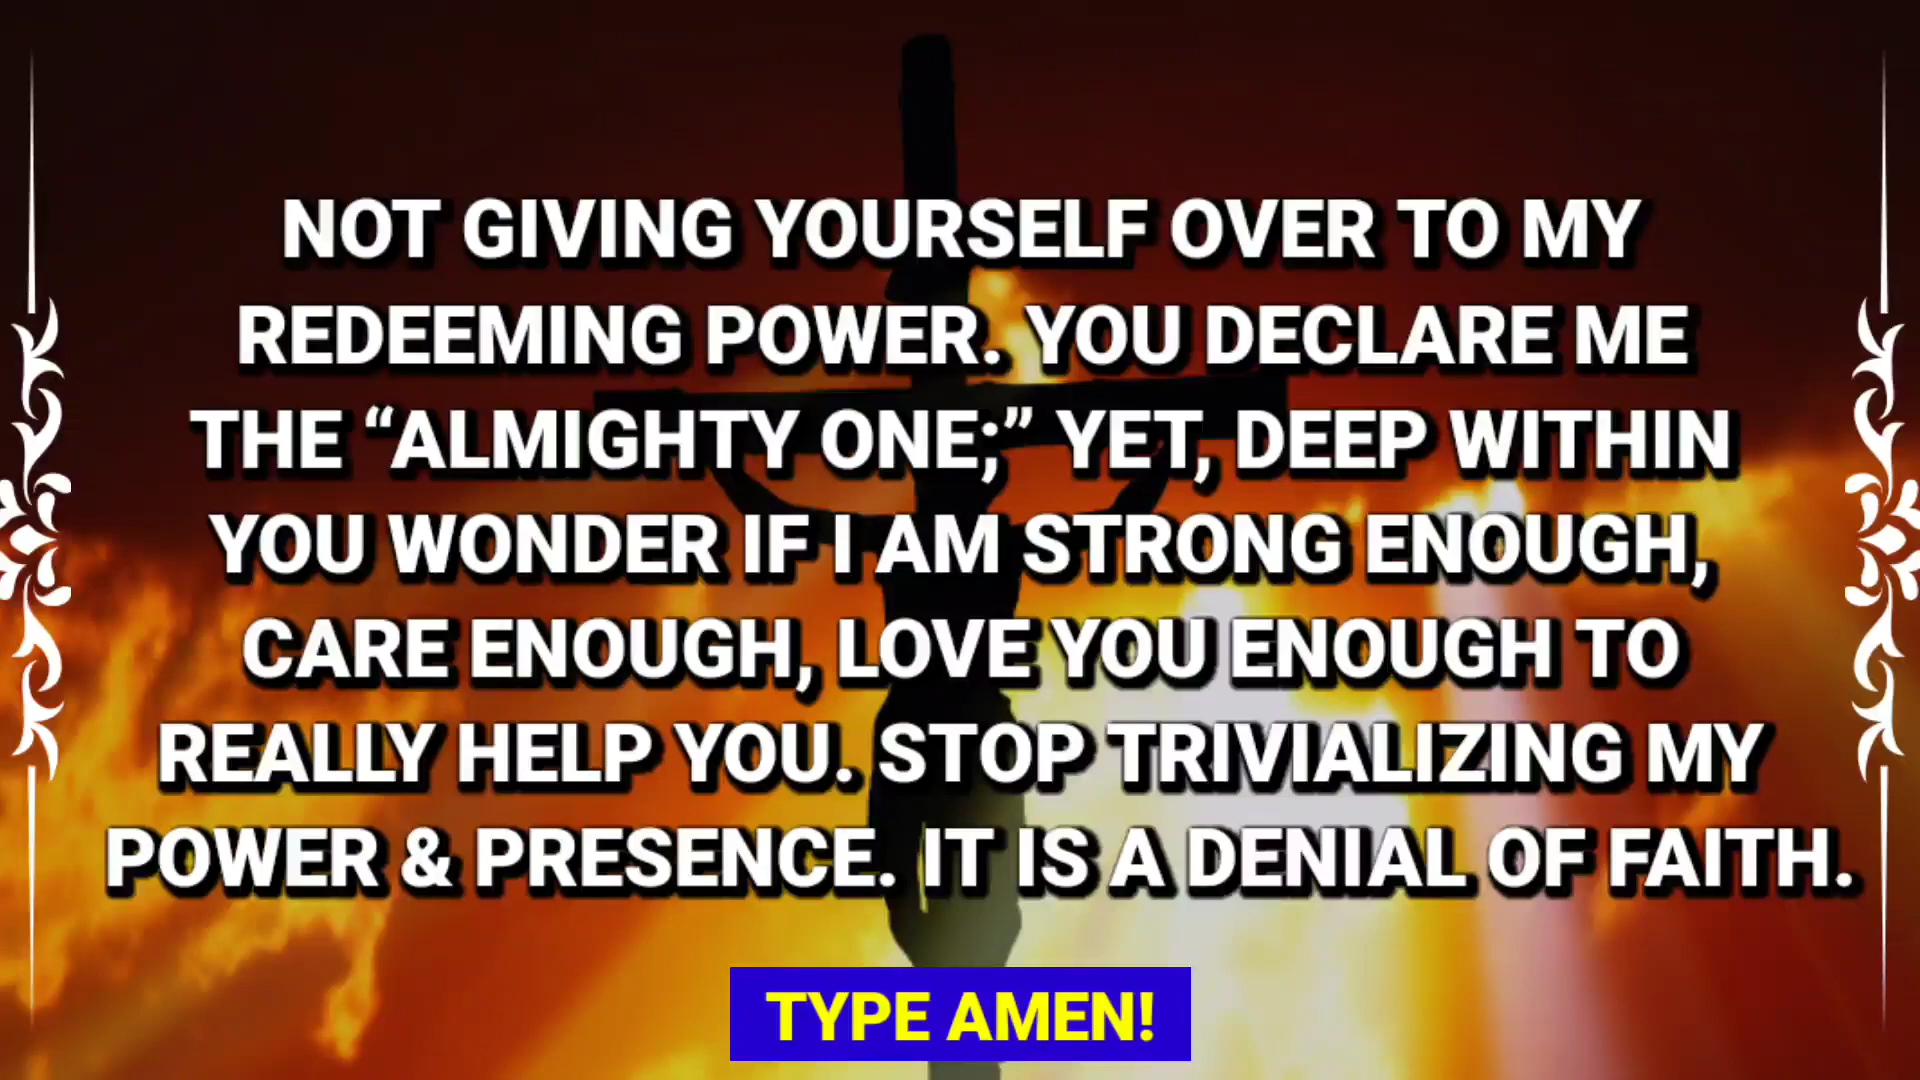 NOT GIVING YOURSELF OVER TO MY
REDEEMING POWER. YOU DECLARE ME
THE “ALMIGHTY ONE;” YET, DEEP WITHIN
YOU WONDER IF I AM STRONG ENOUGH,
CARE ENOUGH, LOVE YOU ENOUGH TO
REALLY HELP YOU. STOP TRIVIALIZING MY
POWER & PRESENCE. IT IS A DENIAL OF FAITH.
TYPE AMEN!